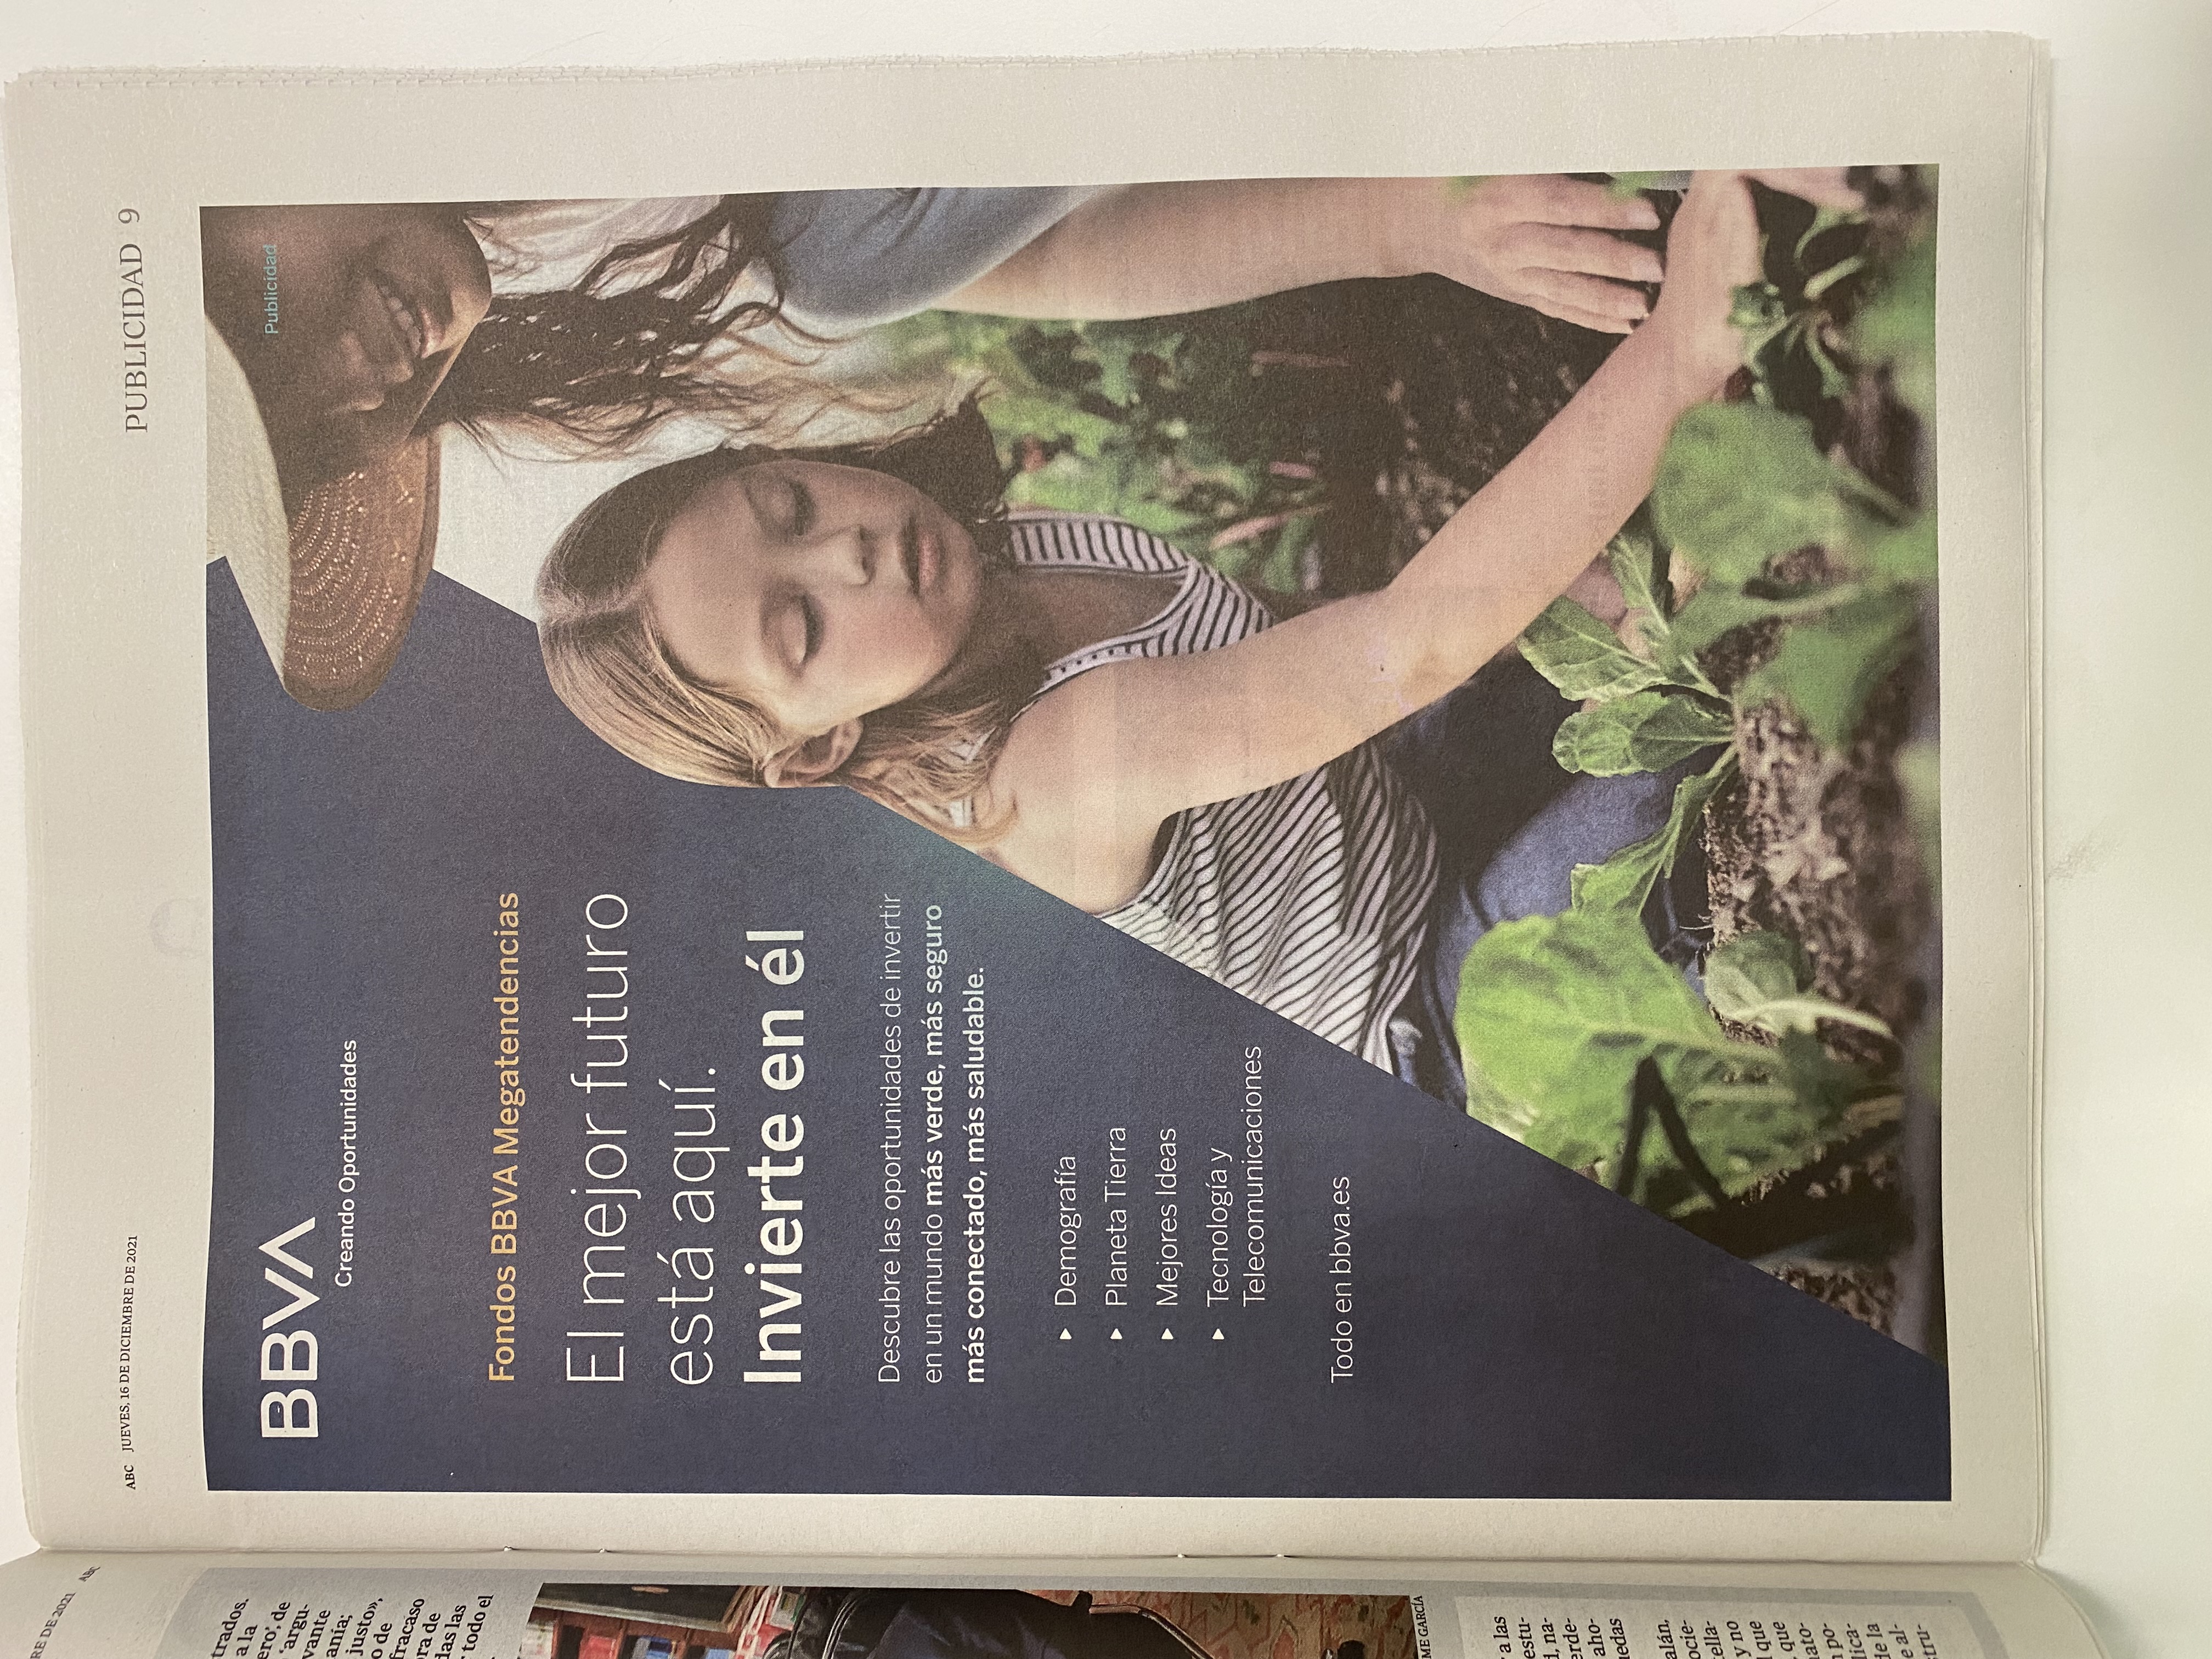 RE DE 2021 ABC
trados.
a la
ero’, de
‘argu-
vante
anía;
justo»,
o de
fracaso
ra de
das las
todo el
ME GARCÍA
a las
estu-
d, na-
erde-
aho-
uedas
alán,
ocie-
tella-
y no
que
, que
nato-
n po-
lica-
de la
e al-
stru-
ABC JUEVES, 16 DE DICIEMBRE DE 2021
PUBLICIDAD 9
BBVA
Creando Oportunidades
Publicidad
Fondos BBVA Megatendencias
El mejor futuro
está aquí.
Invierte en él
Descubre las oportunidades de invertir
en un mundo más verde, más seguro
más conectado, más saludable.
Demografía
Planeta Tierra
Mejores Ideas
Tecnología y
Telecomunicaciones
Todo en bbva.es